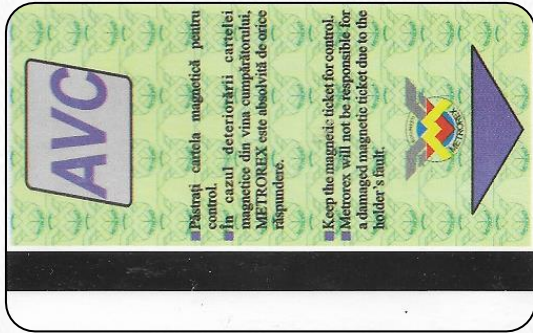 AVC
Păstrați cartela magnetică pentru
control.
În cazul deteriorării cartelei
magnetice din vina cumpărătorului,
METROREX este absolvită de orice
răspundere.
Keep the magnetic ticket for control.
Metrorex will not be responsible for
a damaged magnetic ticket due to the
holder's fault.
METROREX